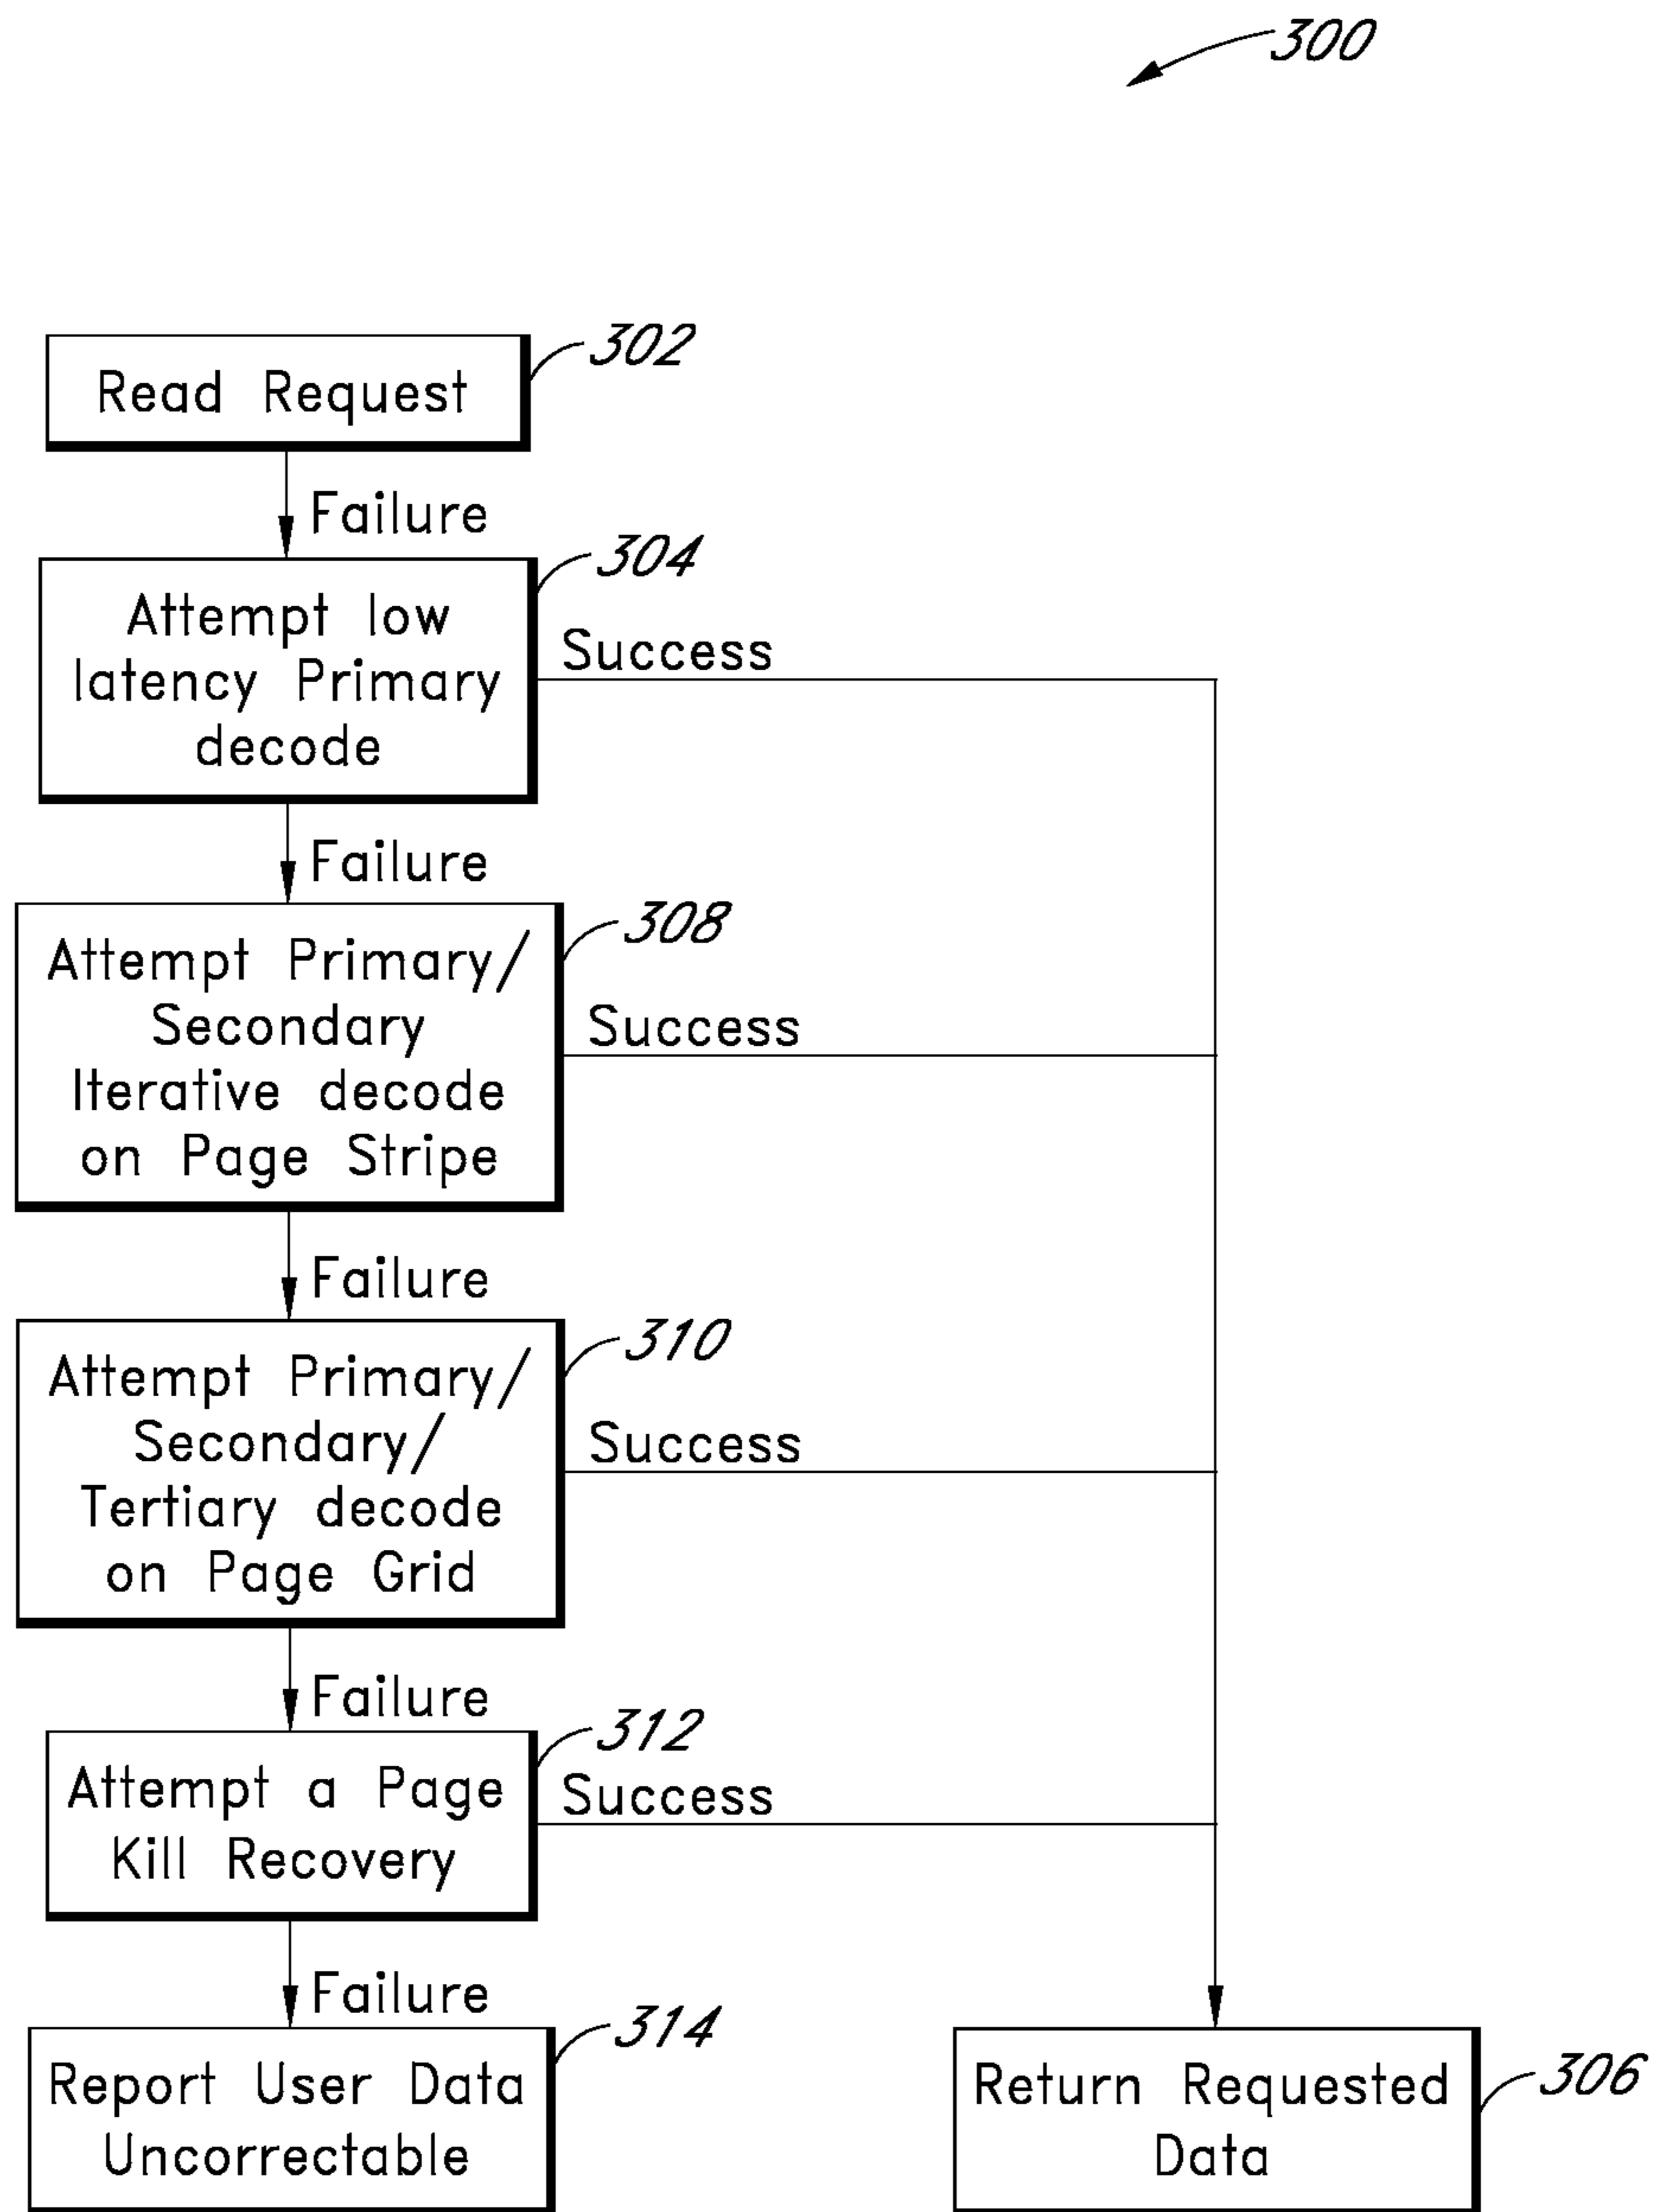 300
302
Read Request
Failure
304
Attempt low
latency Primary
decode
Success
Failure
308
Attempt Primary/
Secondary
Iterative decode
on Page Stripe
Success
Failure
310
Attempt Primary/
Secondary/
Tertiary decode
on Page Grid
Success
Failure
312
Attempt a Page
Kill Recovery
Success
Failure
314
Report User Data
Uncorrectable
306
Return Requested
Data